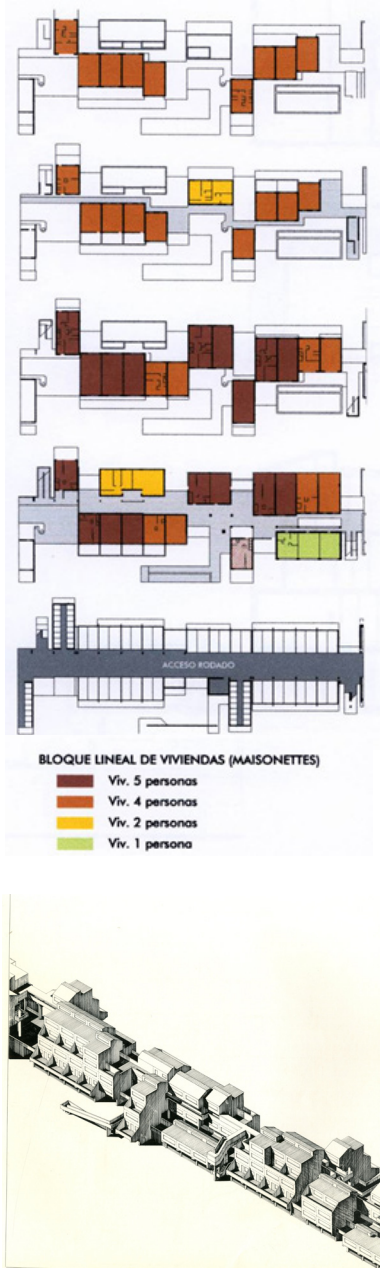 ACCESO RODADO
BLOQUE LINEAL DE VIVIENDAS (MAISONETTES)
Viv. 5 personas
Viv. 4 personas
Viv. 2 personas
Viv. 1 persona